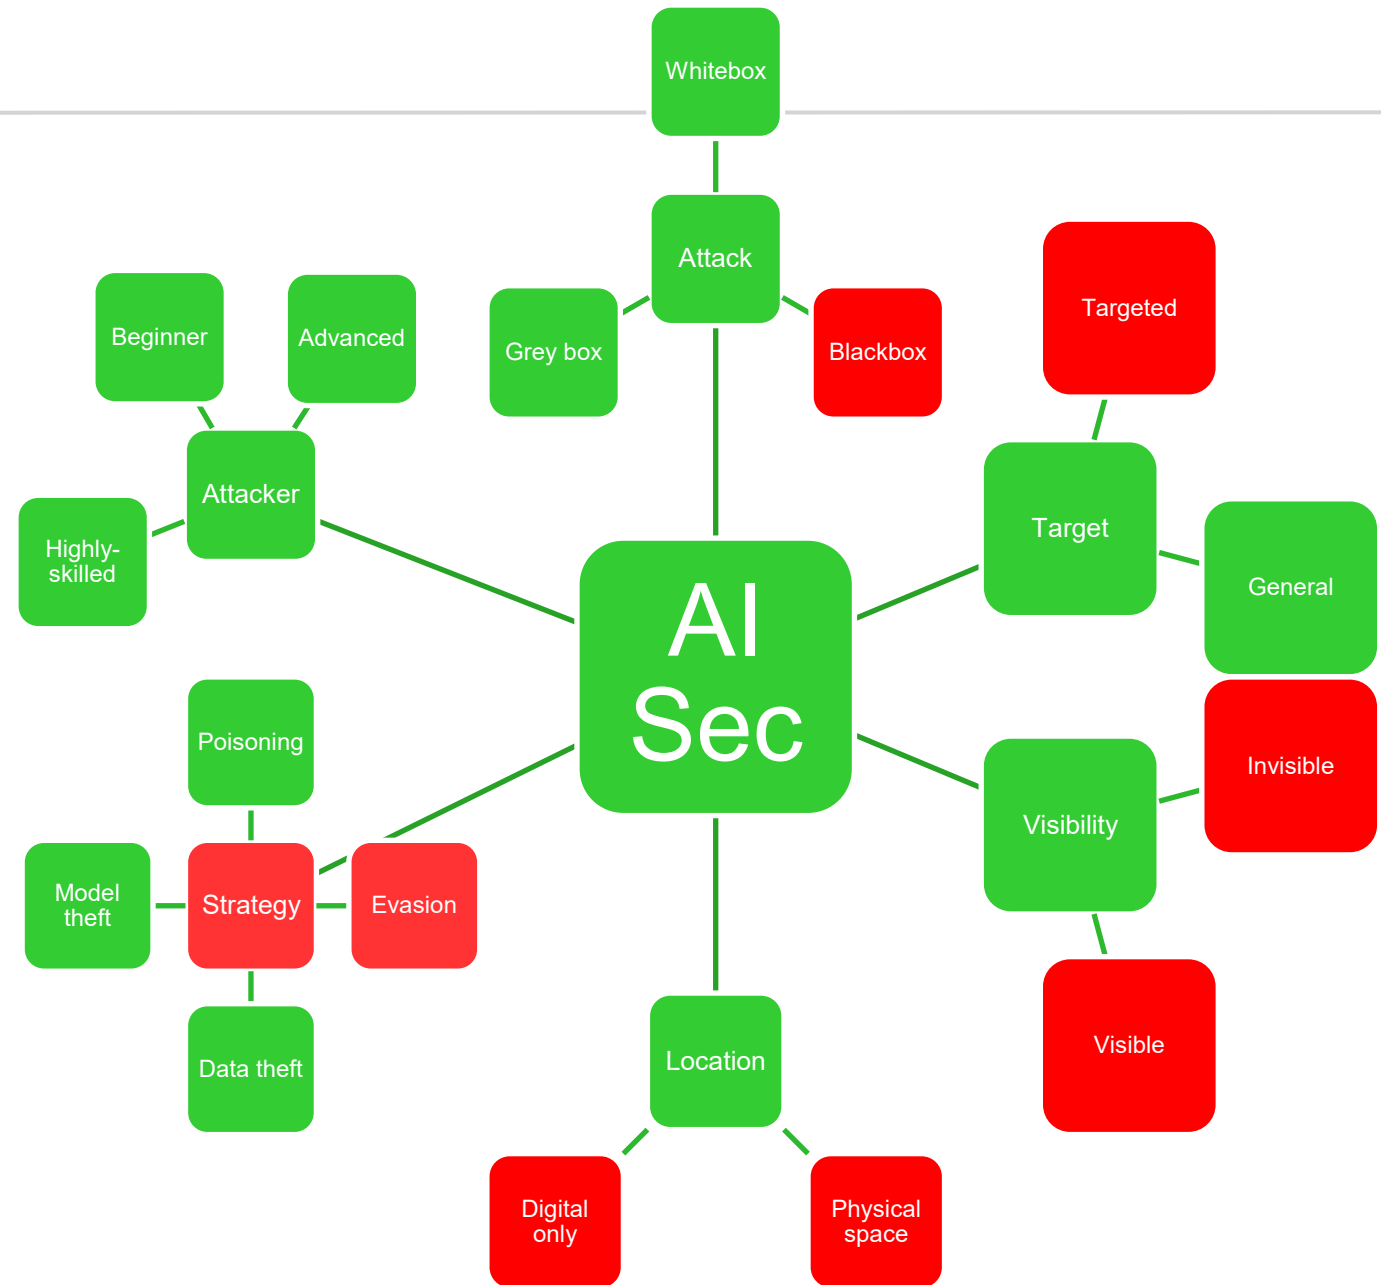 Whitebox
Attack
Grey box
Blackbox
Targeted
Beginner
Advanced
Attacker
Highly-
skilled
Target
General
AI
Sec
Poisoning
Invisible
Visibility
Model
theft
Strategy
Evasion
Data theft
Visible
Location
Digital
only
Physical
space